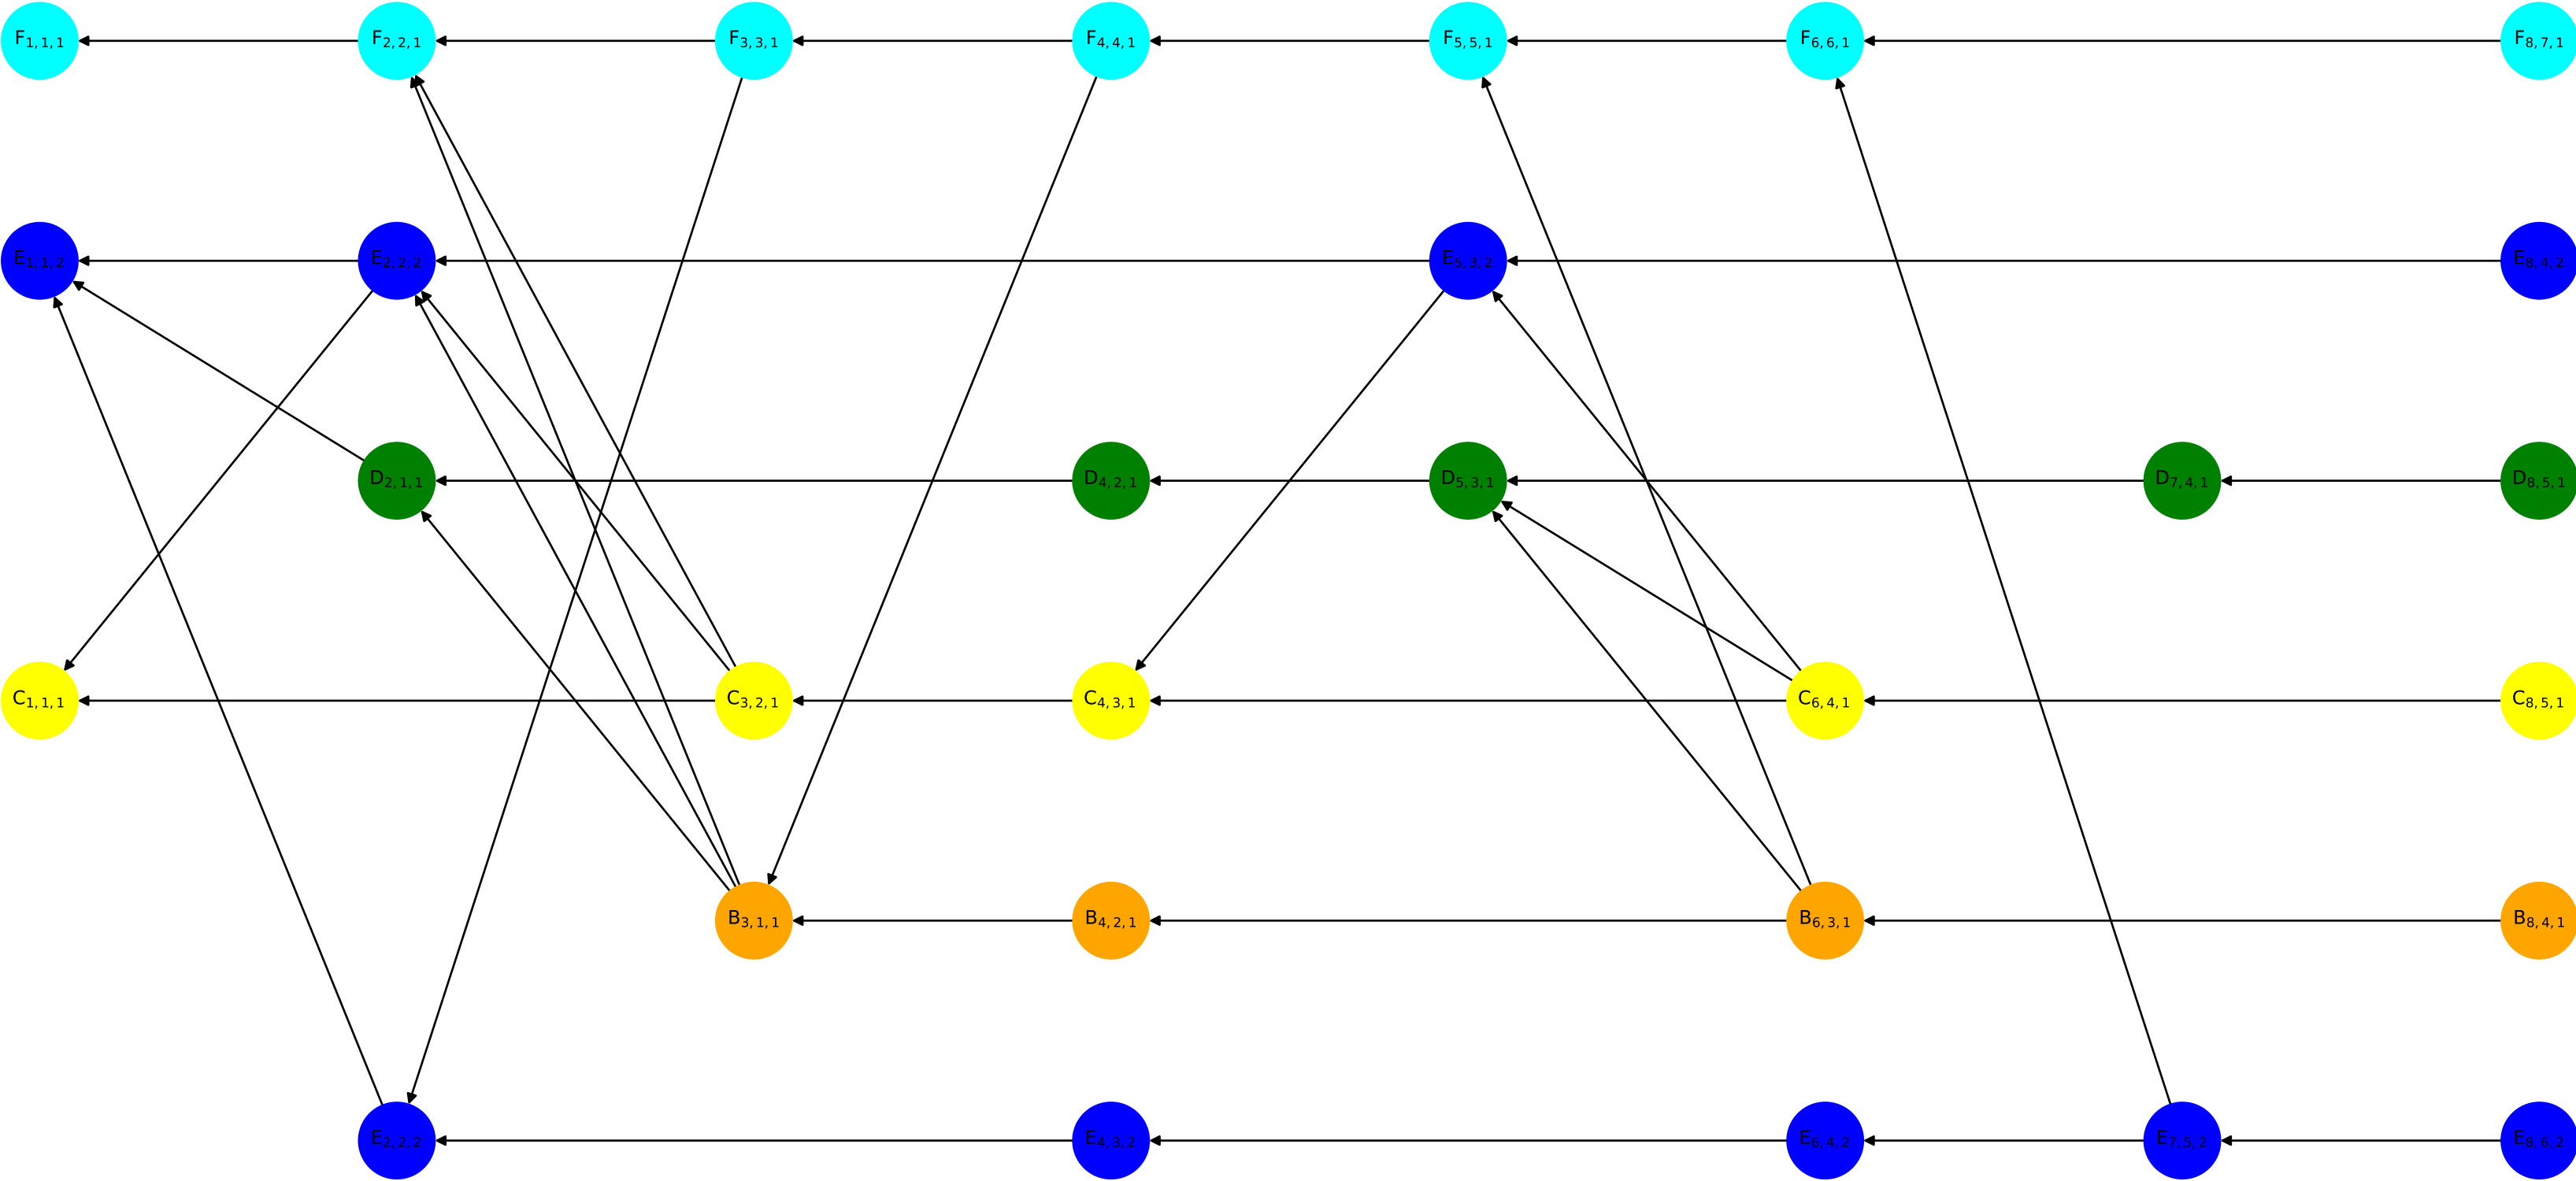 F1,1,1 F2,2,1 F3,3,1 F4,4,1 F5,5,1 F6,6,1 F8,7,1
E1,1,2 E2,2,2 E5,3,2 E8,4,2
D2,1,1 D4,2,1 D5,3,1 D7,4,1 D8,5,1
C1,1,1 C3,2,1 C4,3,1 C6,4,1 C8,5,1
B3,1,1 B4,2,1 B6,3,1 B8,4,1
E2,2,2 E4,3,2 E6,4,2 E7,5,2 E8,6,2